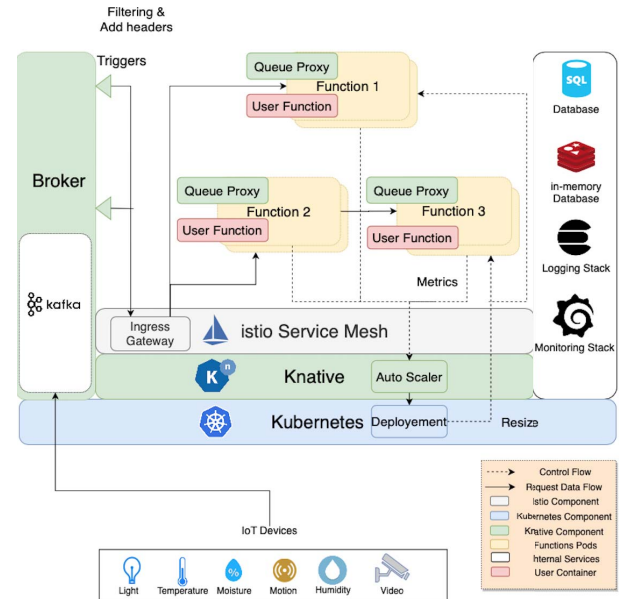 Filtering &
Add headers
Triggers
Broker
kafka
Queue Proxy
Function 1
User Function
Queue Proxy
Function 2
User Function
Queue Proxy
Function 3
User Function
Metrics
Ingress
Gateway
istio Service Mesh
K
n
Knative
Auto Scaler
Kubernetes
Deployement
Resize
SQL
Database
in-memory
Database
Logging Stack
Monitoring Stack
IoT Devices
Light
Temperature
%
Moisture
Motion
Humidity
Video
Control Flow
Request Data Flow
Istio Component
Kubernetes Component
Knative Component
Functions Pods
Internal Services
User Container